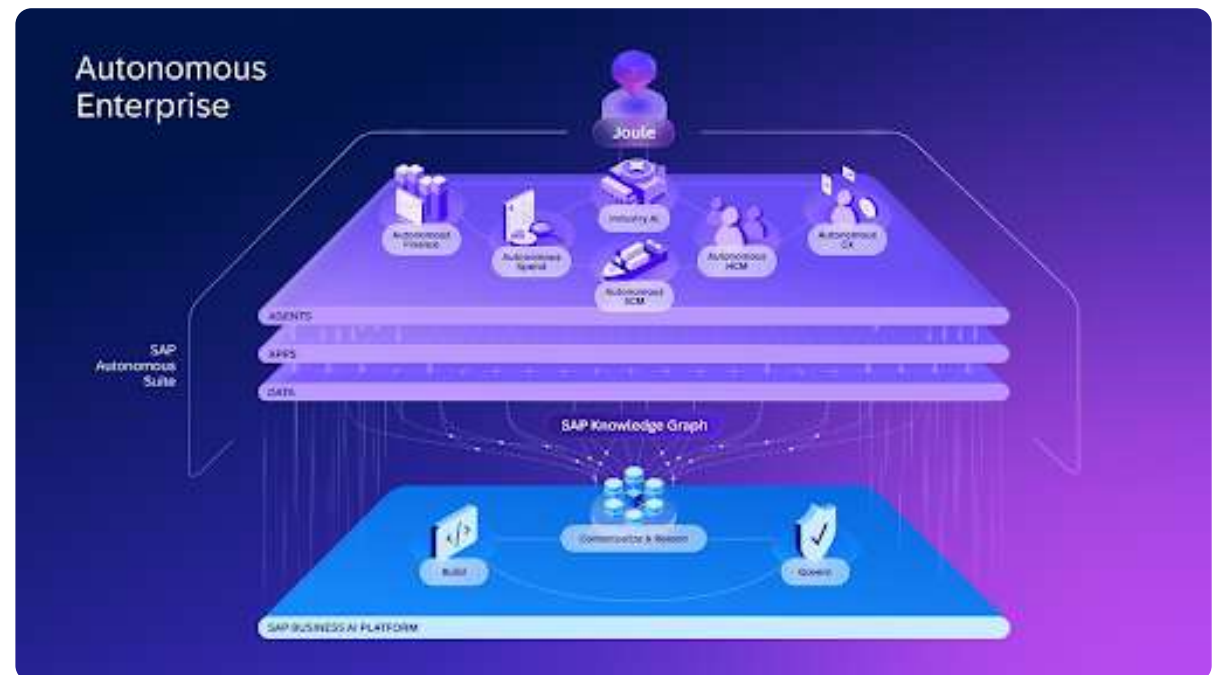 Autonomous
Enterprise
Joule
Industry AI
Autonomous
Finance
Autonomous
Spend
Autonomous
SCM
Autonomous
HCM
Autonomous
CX
AGENTS
APPS
DATA
SAP
Autonomous
Suite
SAP Knowledge Graph
Contextualize & Reason
Build
Govern
SAP BUSINESS AI PLATFORM